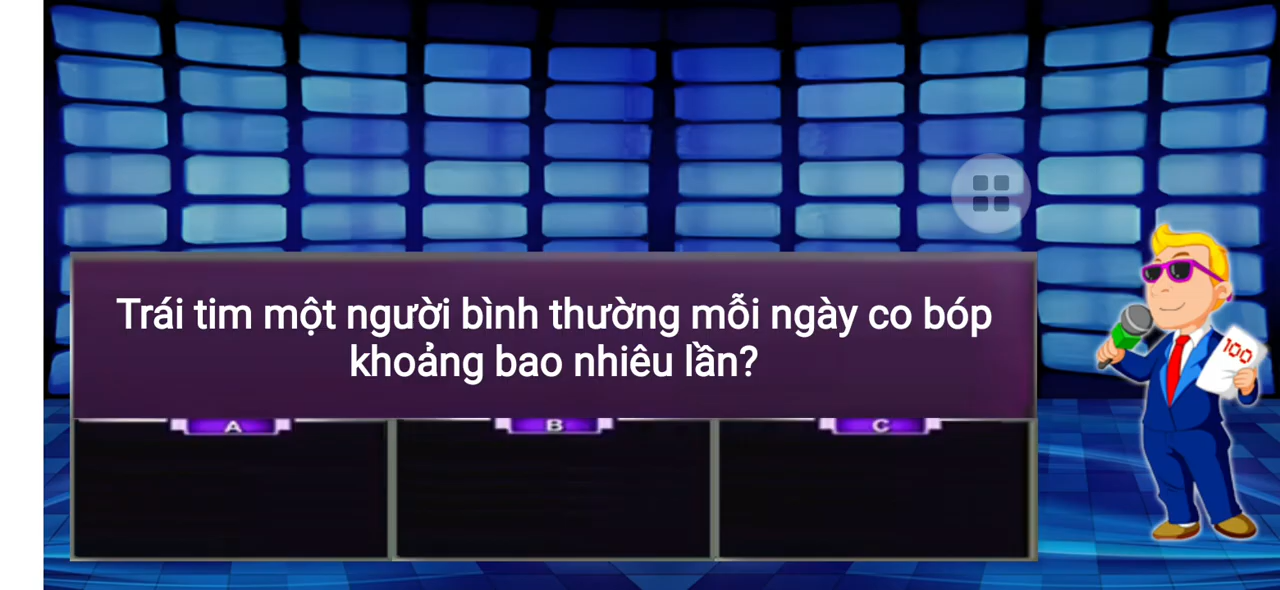 Trái tim một người bình thường mỗi ngày co bóp
khoảng bao nhiêu lần?
A B C
100